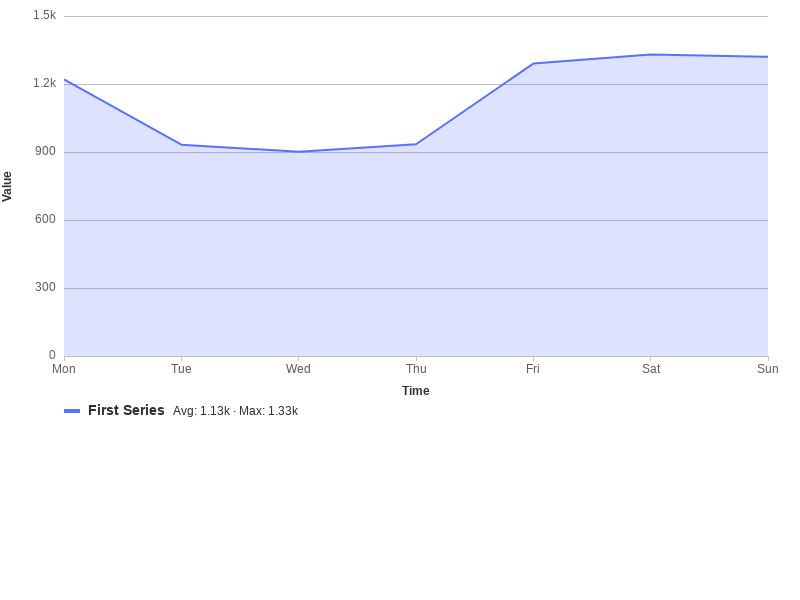 1.5k
1.2k
900
600
300
0
Value
Mon Tue Wed Thu Fri Sat Sun
Time
First Series Avg: 1.13k · Max: 1.33k